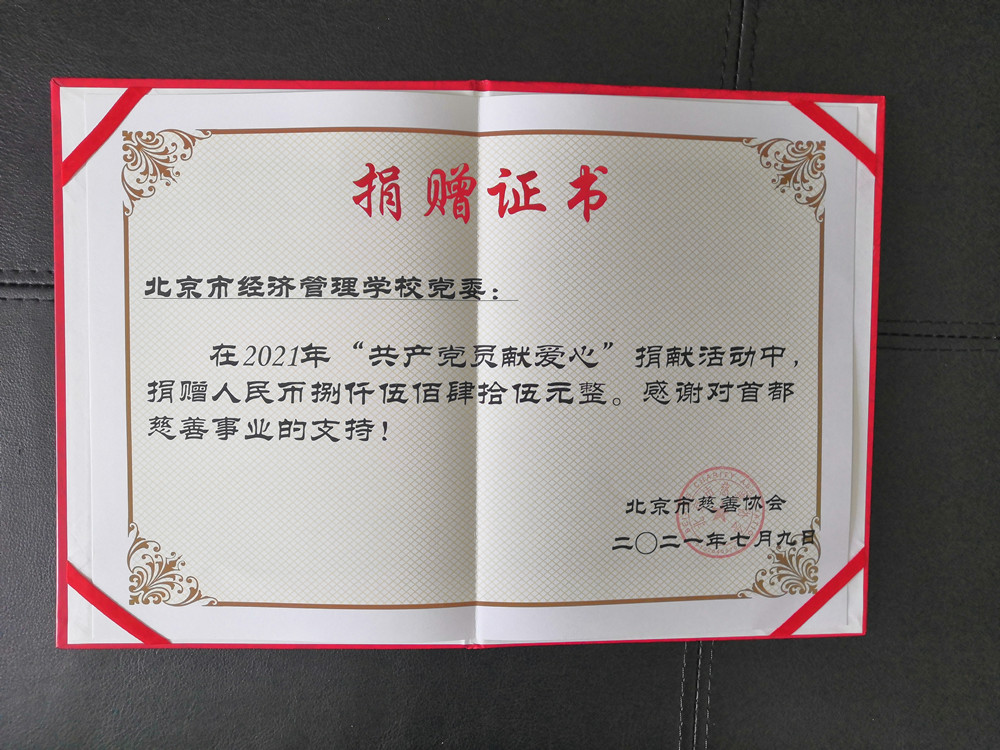 捐赠证书
北京市经济管理学校党委：
在2021年“共产党员献爱心”捐献活动中，
捐赠人民币捌仟伍佰肆拾伍元整。感谢对首都
慈善事业的支持！
北京市慈善协会
二〇二一年七月九日